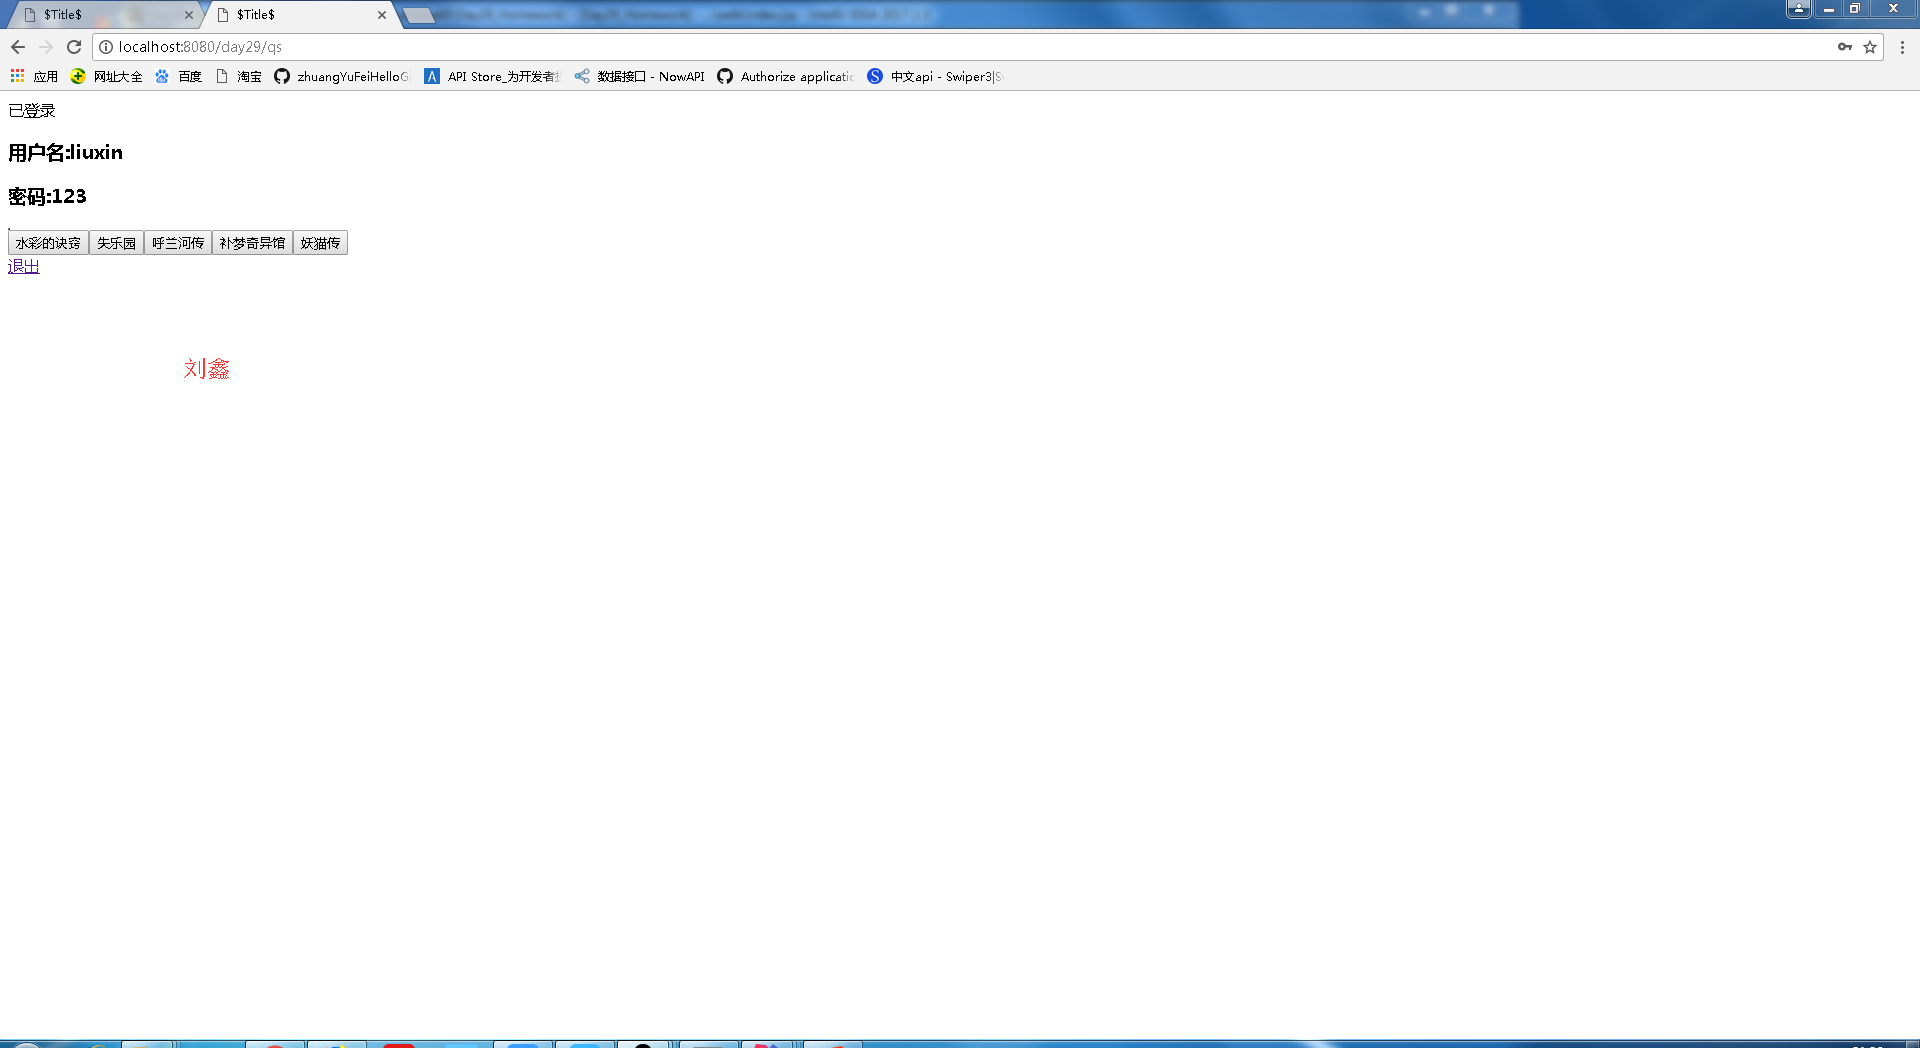 $Title$
$Title$
localhost:8080/day29/qs
应用 网址大全 百度 淘宝 zhuangYuFeiHelloGi API Store_为开发者 数据接口 - NowAPI Authorize applicatio 中文api - Swiper3|S
已登录
用户名:liuxin
密码:123
水彩的诀窍 失乐园 呼兰河传 补梦奇异馆 妖猫传
退出
刘鑫